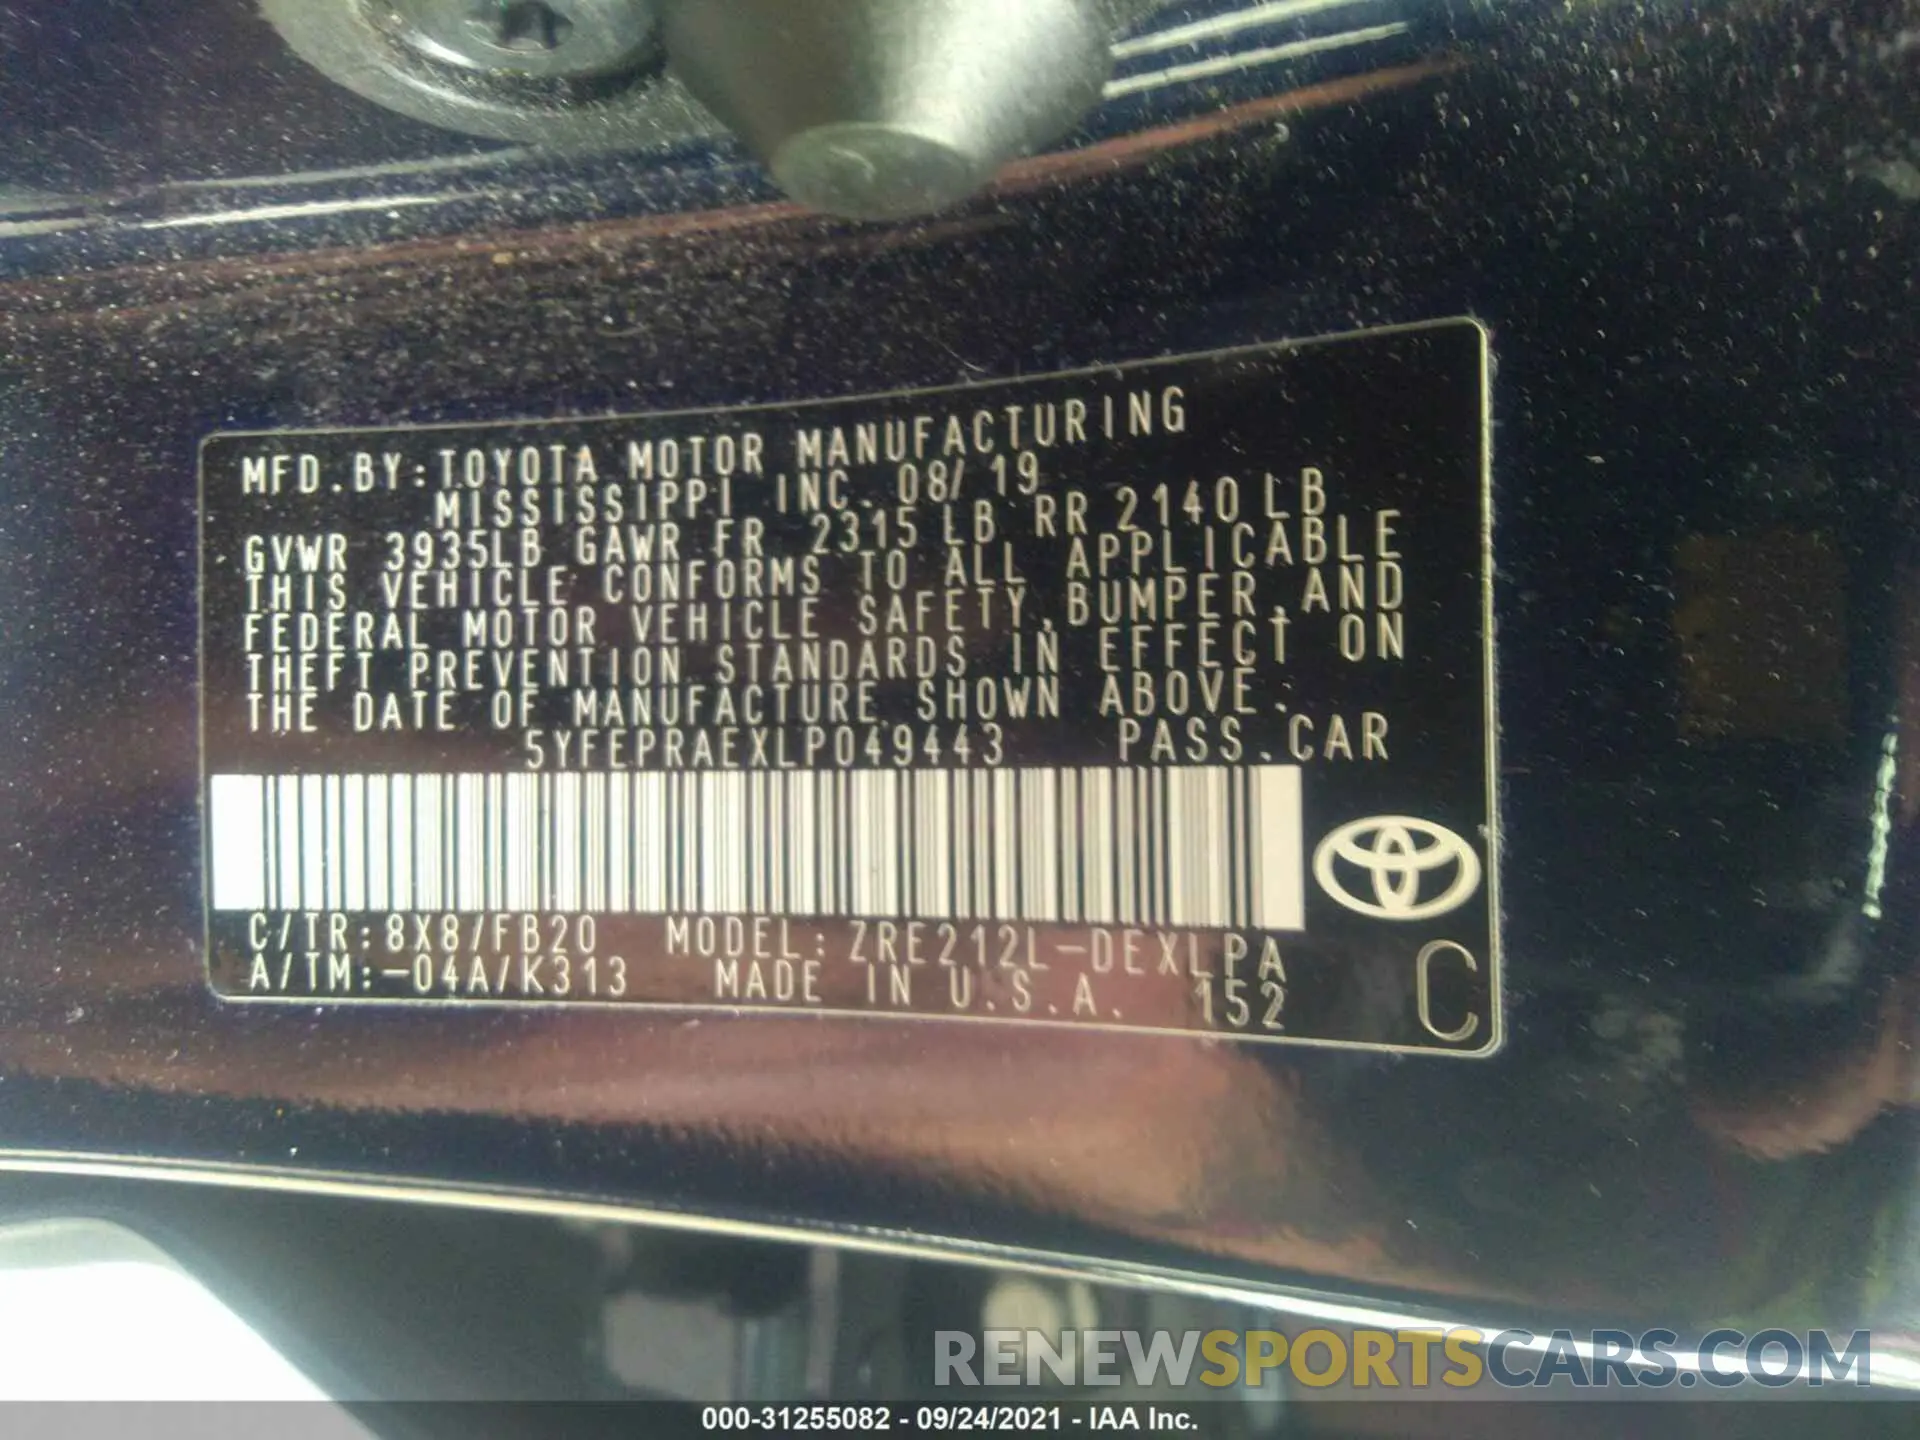 MFD.BY:TOYOTA MOTOR MANUFACTURING
MISSISSIPPI INC. 08/19
GVWR 3935LB GAWR FR 2315LB RR 2140LB
THIS VEHICLE CONFORMS TO ALL APPLICABLE
FEDERAL MOTOR VEHICLE SAFETY,BUMPER,AND
THEFT PREVENTION STANDARDS IN EFFECT ON
THE DATE OF MANUFACTURE SHOWN ABOVE.
5YFEPRAEXLP049443 PASS.CAR
C/TR:8X8/FB20 MODEL:ZRE212L-DEXLPA
A/TM:-04A/K313 MADE IN U.S.A. 152
C
RENEWSPORTSCARS.COM
000-31255082 - 09/24/2021 - IAA Inc.